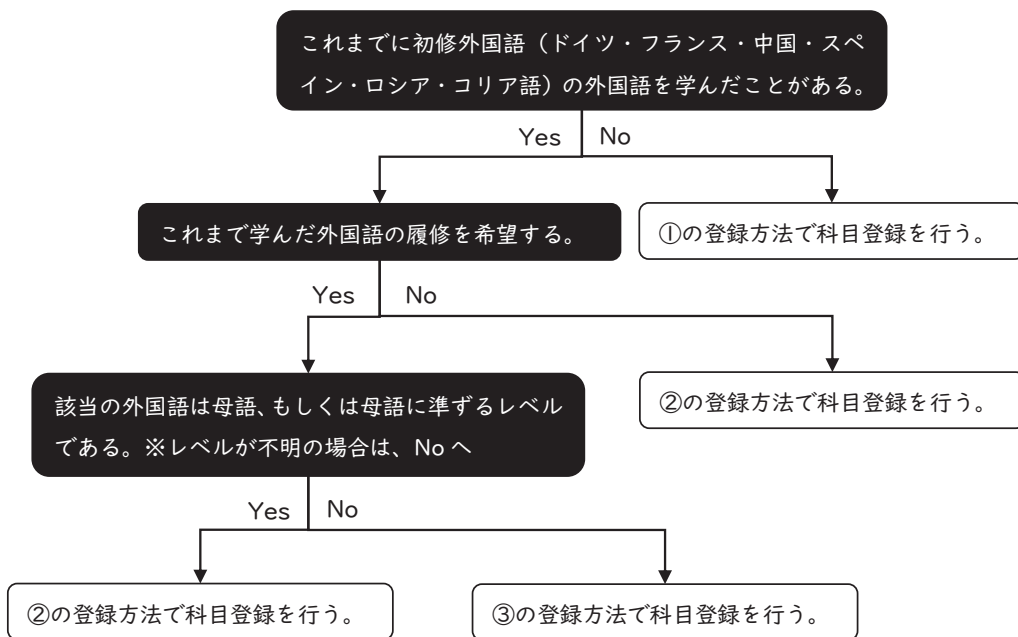 これまでに初修外国語（ドイツ・フランス・中国・スペ
イン・ロシア・コリア語）の外国語を学んだことがある。
Yes
No
これまで学んだ外国語の履修を希望する。
①の登録方法で科目登録を行う。
Yes
No
該当の外国語は母語、もしくは母語に準ずるレベル
である。※レベルが不明の場合は、No へ
②の登録方法で科目登録を行う。
Yes
No
②の登録方法で科目登録を行う。
③の登録方法で科目登録を行う。